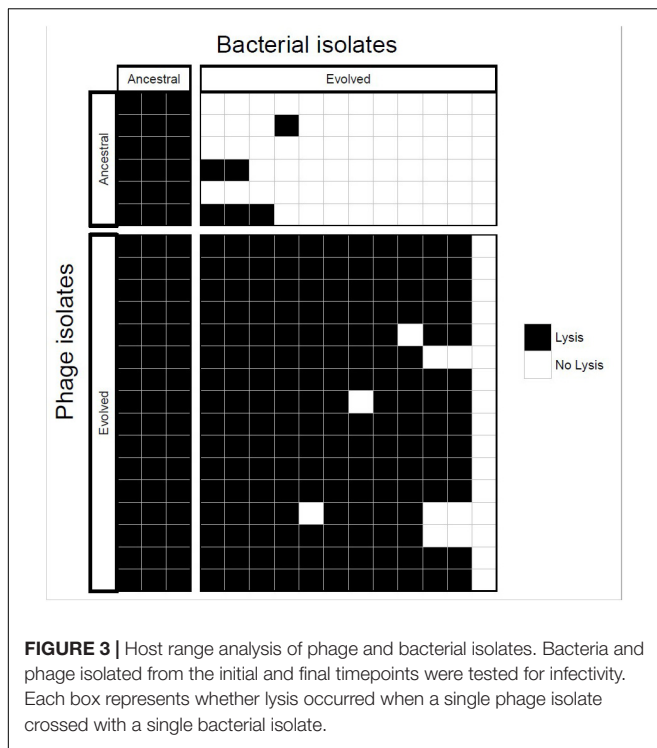 Bacterial isolates
Ancestral
Evolved
Ancestral
Phage isolates
Evolved
Lysis
No Lysis
FIGURE 3 | Host range analysis of phage and bacterial isolates. Bacteria and
phage isolated from the initial and final timepoints were tested for infectivity.
Each box represents whether lysis occurred when a single phage isolate
crossed with a single bacterial isolate.